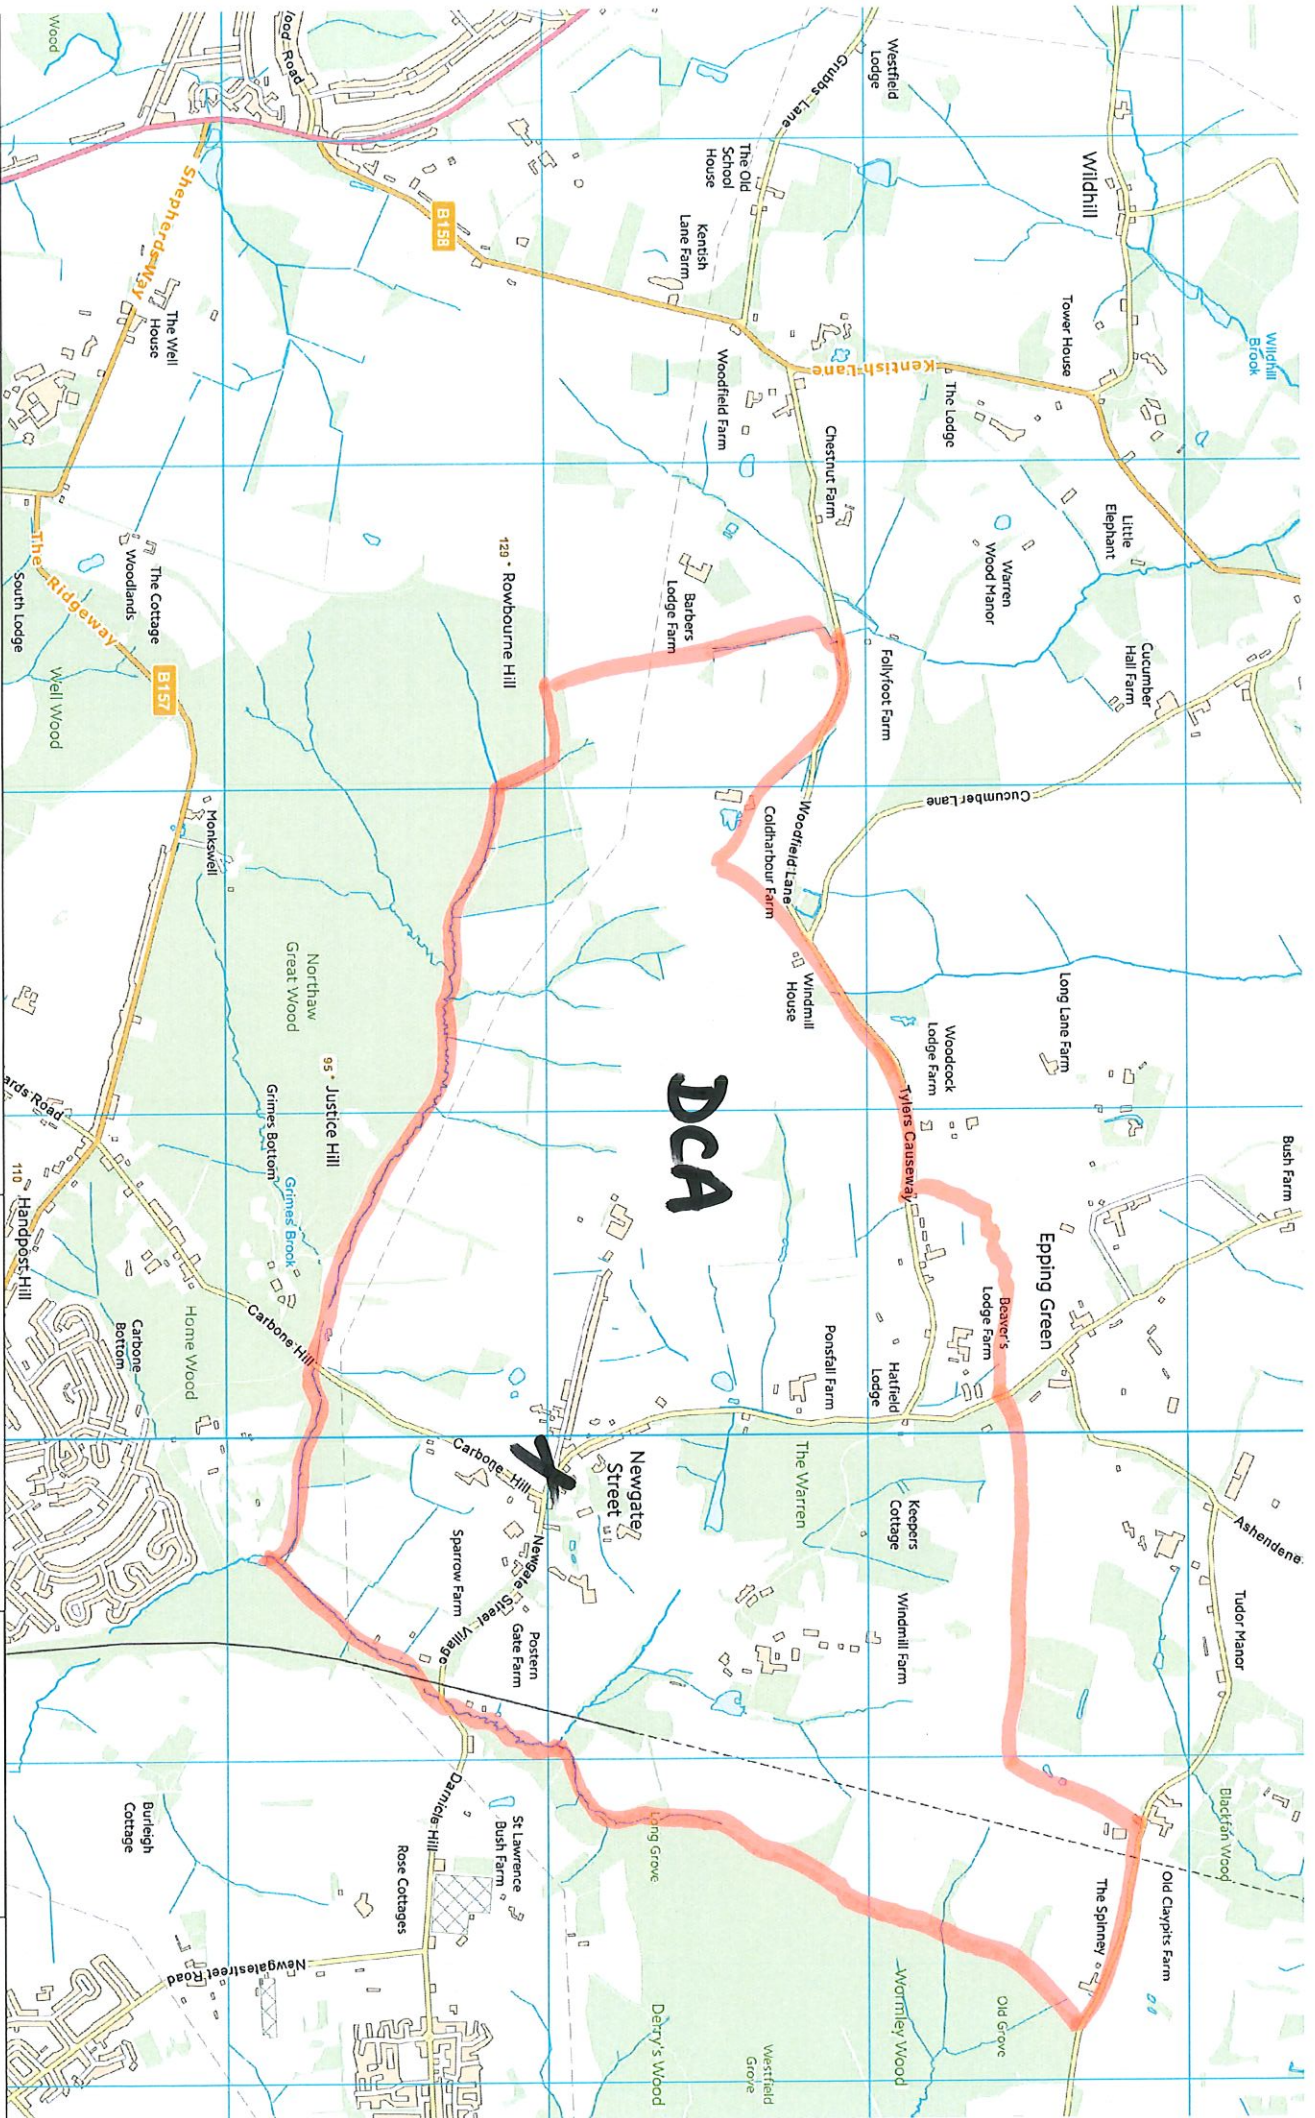 Bush Farm
Wildhill
Brook
Ashendene
Tudor Manor
Blackfan Wood
Old Claypits Farm
Cucumber
Hall Farm
Little
Elephant
Wildhill
Tower House
Long Lane Farm
Epping Green
The Spinney
Warren
Wood Manor
Beaver's
Lodge Farm
Old Grove
Cucumber Lane
The Lodge
Kentish Lane
Woodcock
Lodge Farm
Tylers Causeway
Keepers
Cottage
Windmill Farm
Wormley Wood
Westfield
Lodge
Follyfoot Farm
Hatfield
Lodge
Grubbs Lane
Chestnut Farm
Ponsfall Farm
Woodfield Lane
Windmill
House
The Warren
Coldharbour Farm
Westfield
Grove
The Old
School
House
Woodfield Farm
Kentish
Lane Farm
Barbers
Lodge Farm
DCA
Newgate
Street
Long Grove
Derry's Wood
X
129 Rowbourne Hill
Carbone Hill
Newgate Street Village
Postern
Gate Farm
Sparrow Farm
St Lawrence
Bush Farm
B158
Darnicle Hill
Rose Cottages
95 Justice Hill
Northaw
Great Wood
Carbone Hill
Grimes Brook
Grimes Bottom
Newgatestreet Road
Monkswell
Home Wood
Shepherds Way
The Well
House
B157
The Cottage
Woodlands
Carbone
Bottom
Burleigh
Cottage
The Ridgeway
Well Wood
Wood
South Lodge
110 Handpost Hill